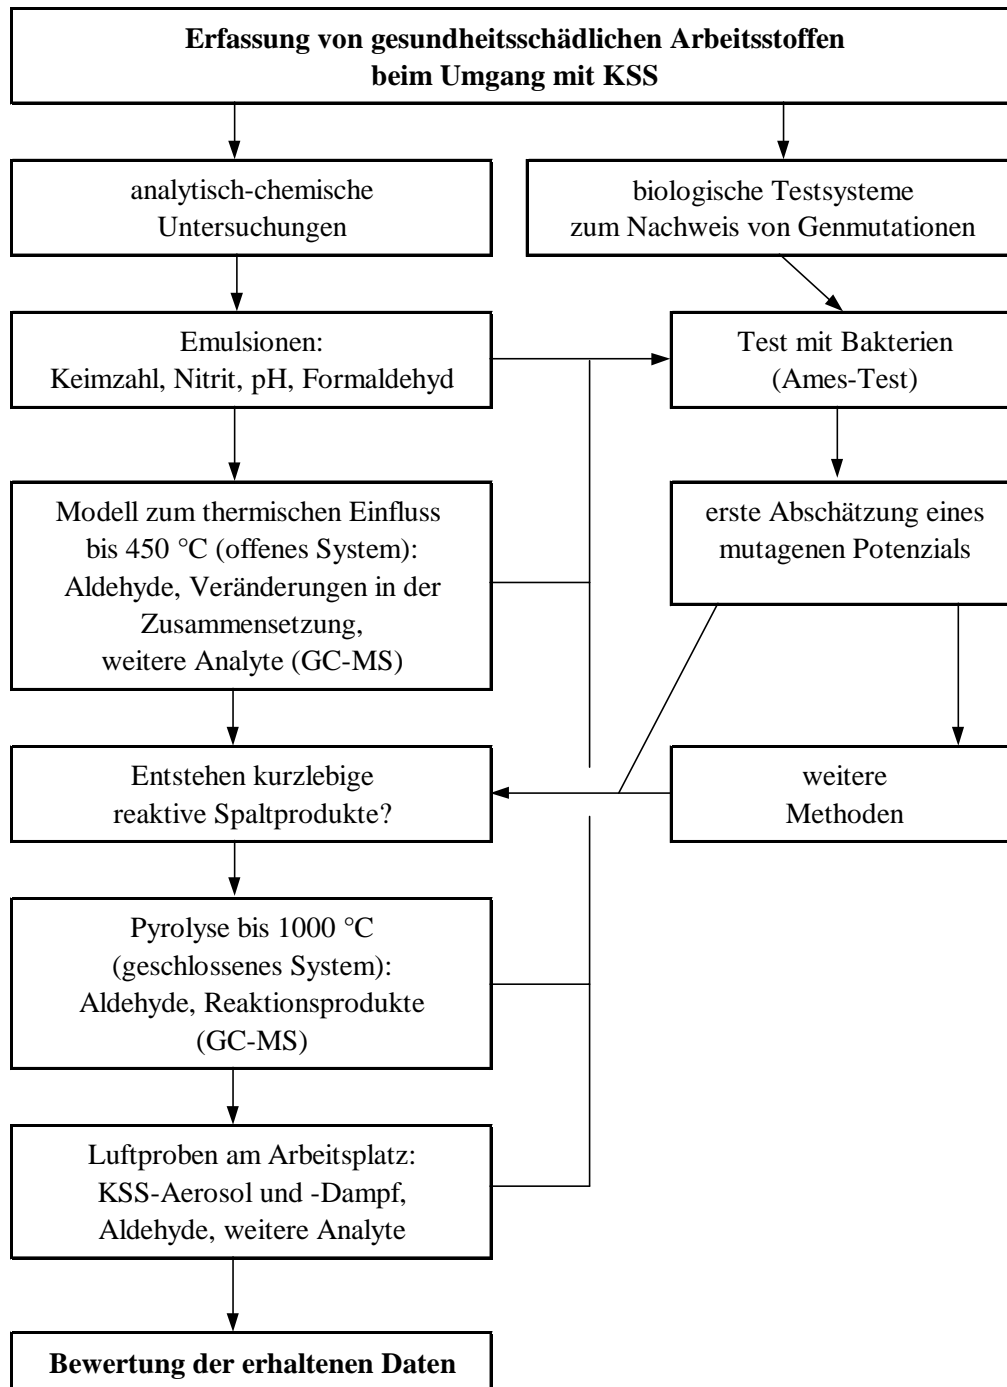 Erfassung von gesundheitsschädlichen Arbeitsstoffen
beim Umgang mit KSS
analytisch-chemische
Untersuchungen
biologische Testsysteme
zum Nachweis von Genmutationen
Emulsionen:
Keimzahl, Nitrit, pH, Formaldehyd
Test mit Bakterien
(Ames-Test)
Modell zum thermischen Einfluss
bis 450 °C (offenes System):
Aldehyde, Veränderungen in der
Zusammensetzung,
weitere Analyte (GC-MS)
erste Abschätzung eines
mutagenen Potenzials
Entstehen kurzlebige
reaktive Spaltprodukte?
weitere
Methoden
Pyrolyse bis 1000 °C
(geschlossenes System):
Aldehyde, Reaktionsprodukte
(GC-MS)
Luftproben am Arbeitsplatz:
KSS-Aerosol und -Dampf,
Aldehyde, weitere Analyte
Bewertung der erhaltenen Daten